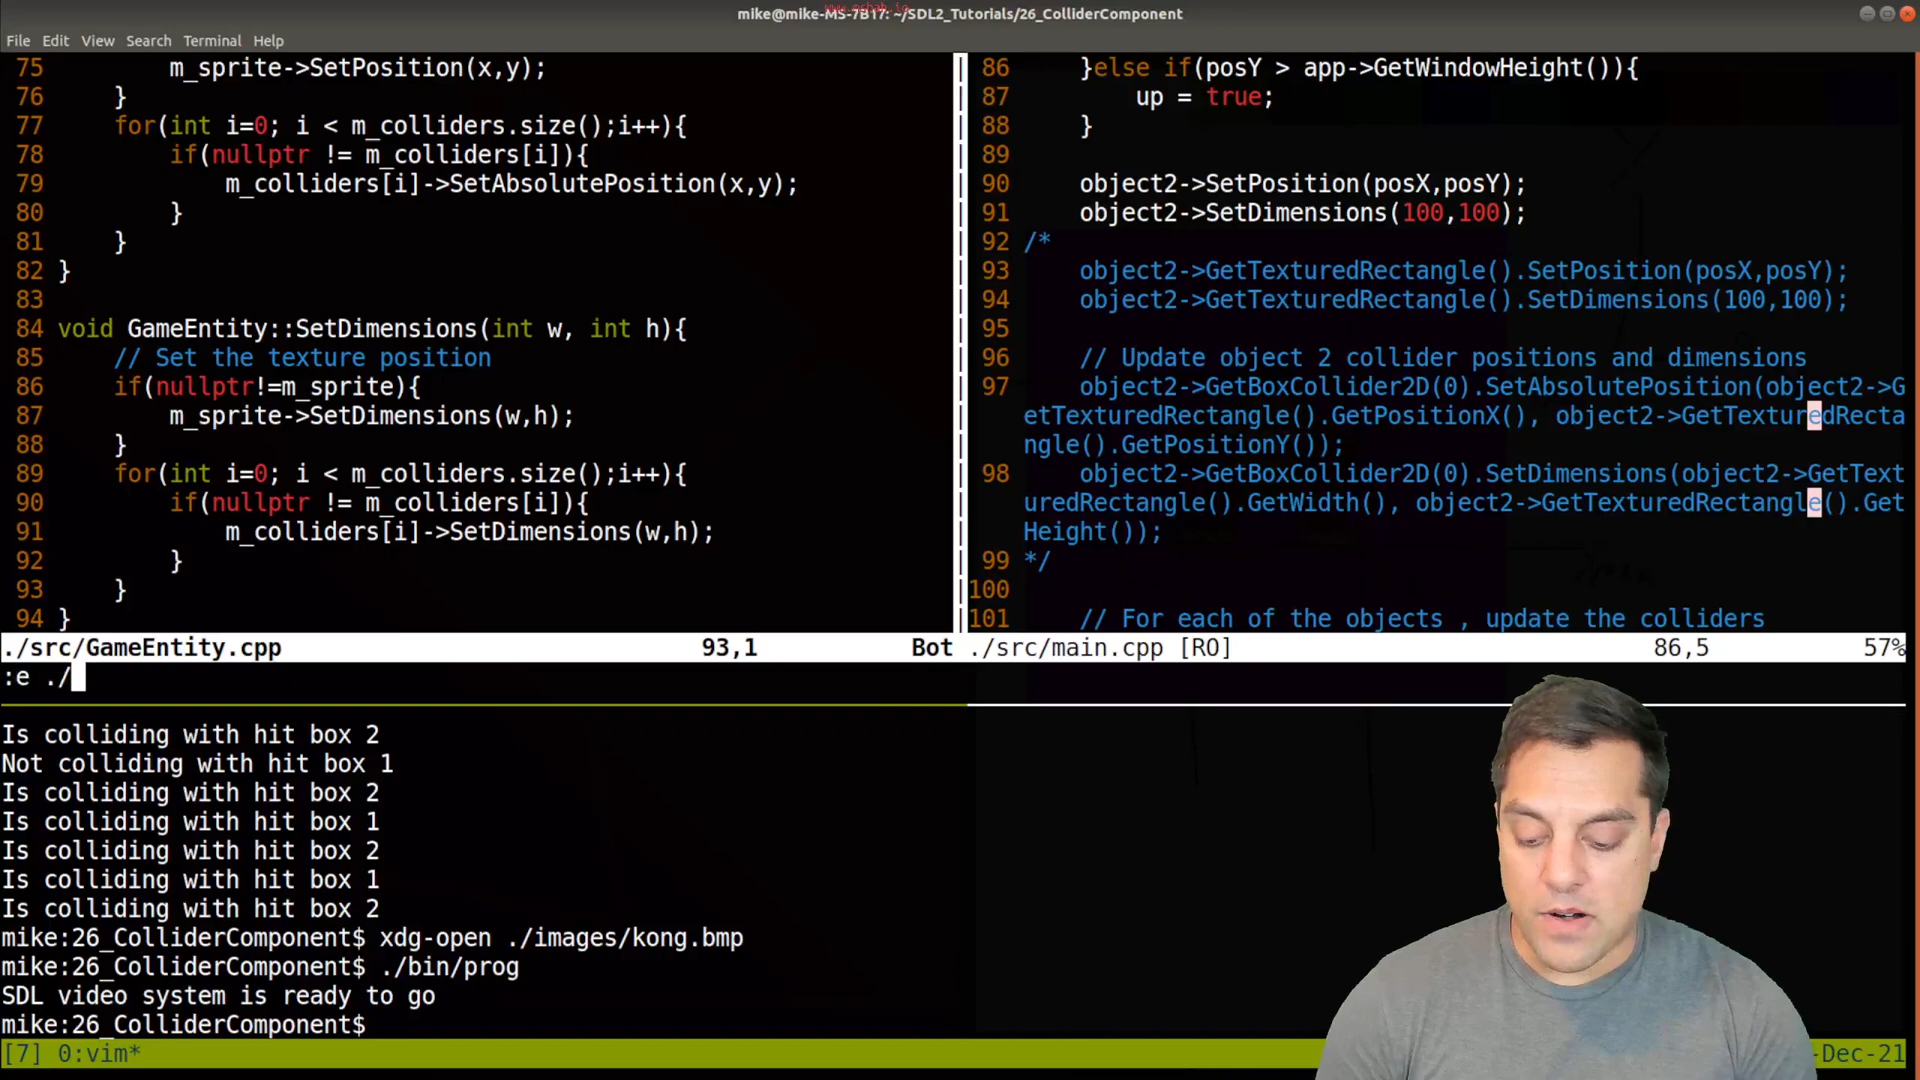 mike@mike-MS-7B17: ~/SDL2_Tutorials/26_ColliderComponent
File Edit View Search Terminal Help
75         m_sprite->SetPosition(x,y);
76     }
77     for(int i=0; i < m_colliders.size();i++){
78         if(nullptr != m_colliders[i]){
79             m_colliders[i]->SetAbsolutePosition(x,y);
80         }
81     }
82 }
83
84 void GameEntity::SetDimensions(int w, int h){
85     // Set the texture position
86     if(nullptr!=m_sprite){
87         m_sprite->SetDimensions(w,h);
88     }
89     for(int i=0; i < m_colliders.size();i++){
90         if(nullptr != m_colliders[i]){
91             m_colliders[i]->SetDimensions(w,h);
92         }
93     }
94 }
./src/GameEntity.cpp 93,1 Bot
86     }else if(posY > app->GetWindowHeight()){
87         up = true;
88     }
89
90     object2->SetPosition(posX,posY);
91     object2->SetDimensions(100,100);
92 /*
93     object2->GetTexturedRectangle().SetPosition(posX,posY);
94     object2->GetTexturedRectangle().SetDimensions(100,100);
95
96     // Update object 2 collider positions and dimensions
97     object2->GetBoxCollider2D(0).SetAbsolutePosition(object2->G
etTexturedRectangle().GetPositionX(), object2->GetTexturedRecta
ngle().GetPositionY());
98     object2->GetBoxCollider2D(0).SetDimensions(object2->GetText
uredRectangle().GetWidth(), object2->GetTexturedRectangle().Get
Height());
99 */
100
101     // For each of the objects , update the colliders
./src/main.cpp [RO] 86,5 57%
:e ./
Is colliding with hit box 2
Not colliding with hit box 1
Is colliding with hit box 2
Is colliding with hit box 1
Is colliding with hit box 2
Is colliding with hit box 1
Is colliding with hit box 2
mike:26_ColliderComponent$ xdg-open ./images/kong.bmp
mike:26_ColliderComponent$ ./bin/prog
SDL video system is ready to go
mike:26_ColliderComponent$
[7] 0:vim*
-Dec-21